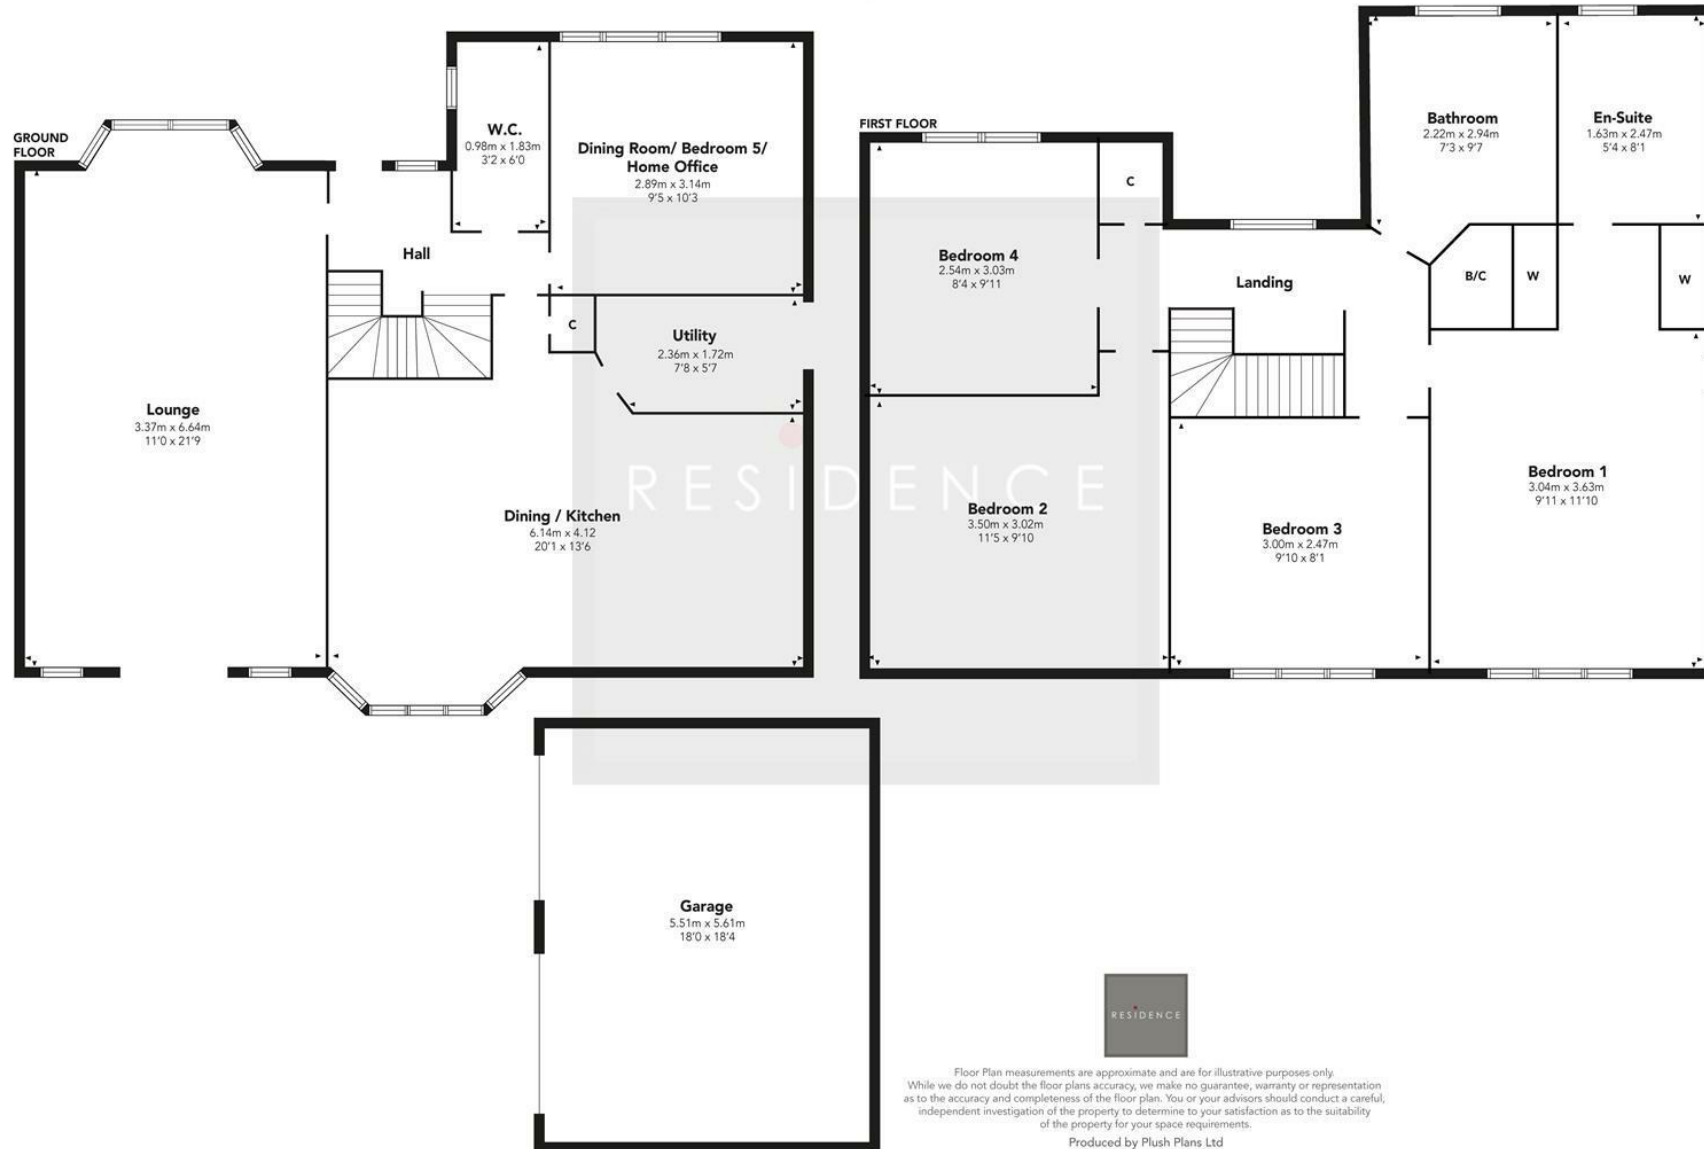 GROUND
FLOOR
W.C.
0.98m x 1.83m
3'2 x 6'0
Dining Room/ Bedroom 5/
Home Office
2.89m x 3.14m
9'5 x 10'3
Hall
C
Utility
2.36m x 1.72m
7'8 x 5'7
Lounge
3.37m x 6.64m
11'0 x 21'9
Dining / Kitchen
6.14m x 4.12
20'1 x 13'6
FIRST FLOOR
Bathroom
2.22m x 2.94m
7'3 x 9'7
En-Suite
1.63m x 2.47m
5'4 x 8'1
C
Bedroom 4
2.54m x 3.03m
8'4 x 9'11
Landing
B/C
W
W
Bedroom 2
3.50m x 3.02m
11'5 x 9'10
Bedroom 3
3.00m x 2.47m
9'10 x 8'1
Bedroom 1
3.04m x 3.63m
9'11 x 11'10
RESIDENCE
Garage
5.51m x 5.61m
18'0 x 18'4
RESIDENCE
Floor Plan measurements are approximate and are for illustrative purposes only.
While we do not doubt the floor plans accuracy, we make no guarantee, warranty or representation
as to the accuracy and completeness of the floor plan. You or your advisors should conduct a careful,
independent investigation of the property to determine to your satisfaction as to the suitability
of the property for your space requirements.
Produced by Plush Plans Ltd